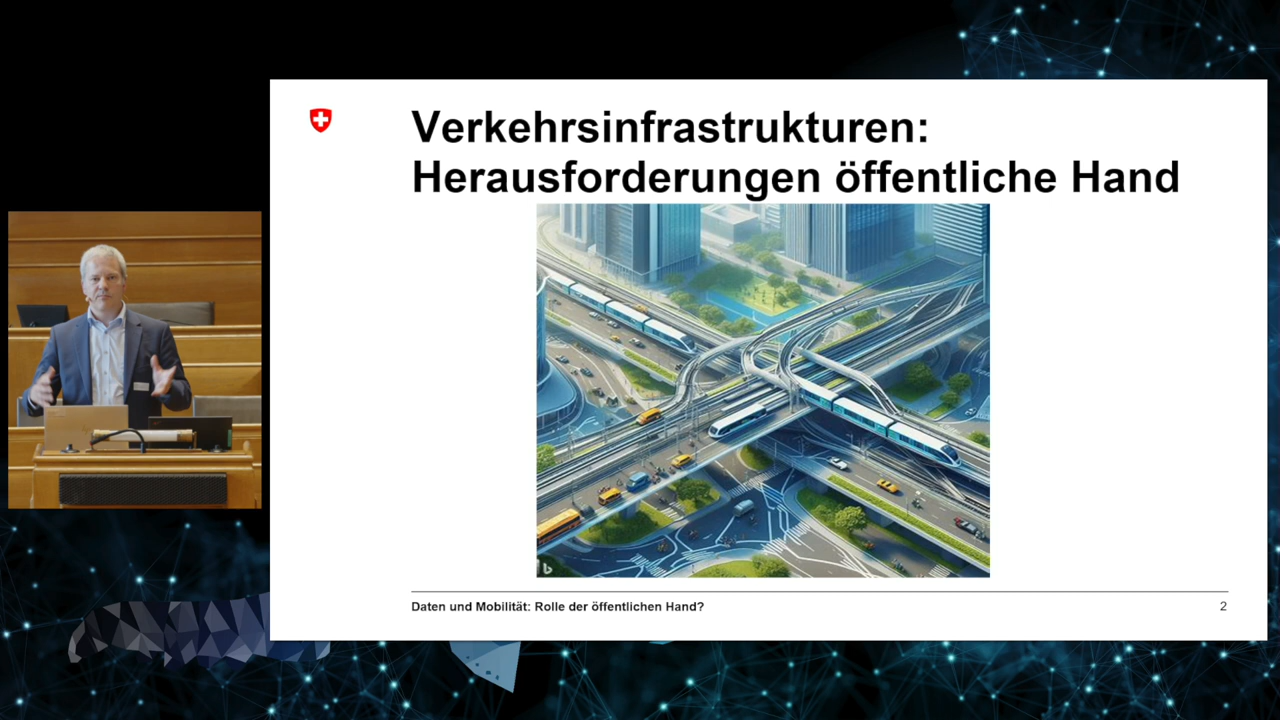 Verkehrsinfrastrukturen:
Herausforderungen öffentliche Hand
Daten und Mobilität: Rolle der öffentlichen Hand?
2